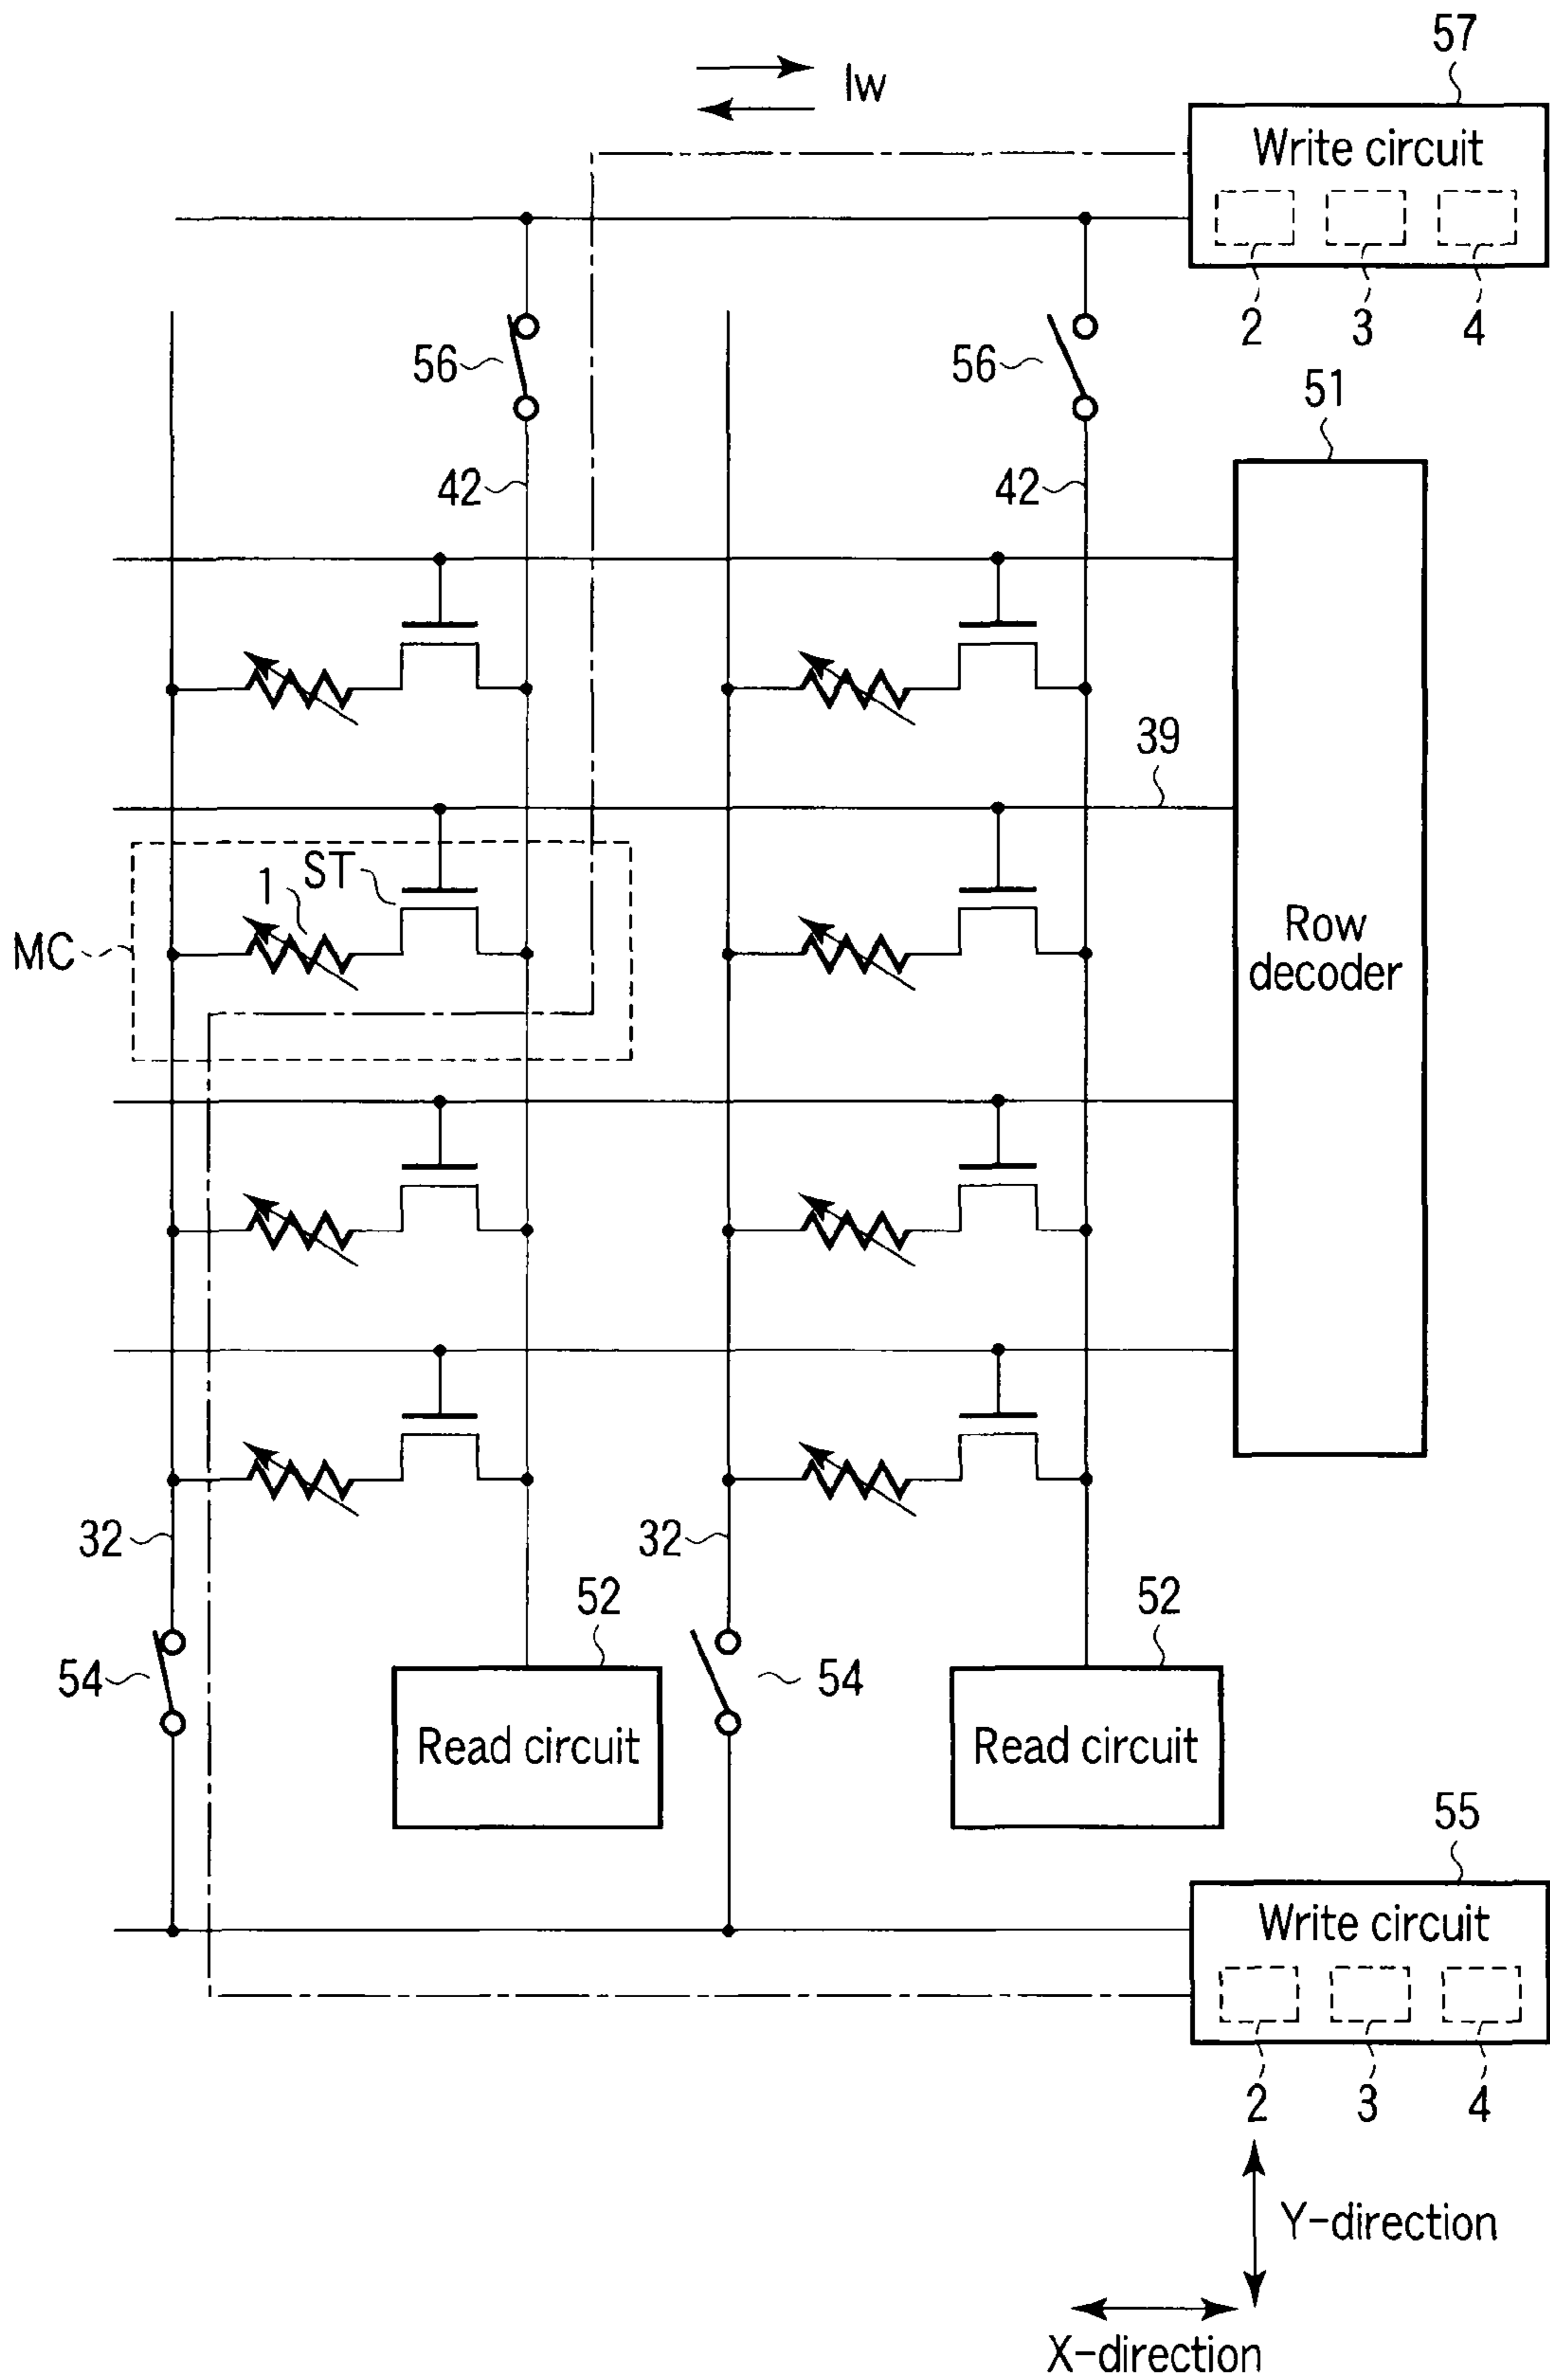 57
Iw
Write circuit
2 3 4
56 56
51
42 42
39
1 ST
MC
Row
decoder
32 32
52 52
54 54
Read circuit Read circuit
55
Write circuit
2 3 4
Y-direction
X-direction